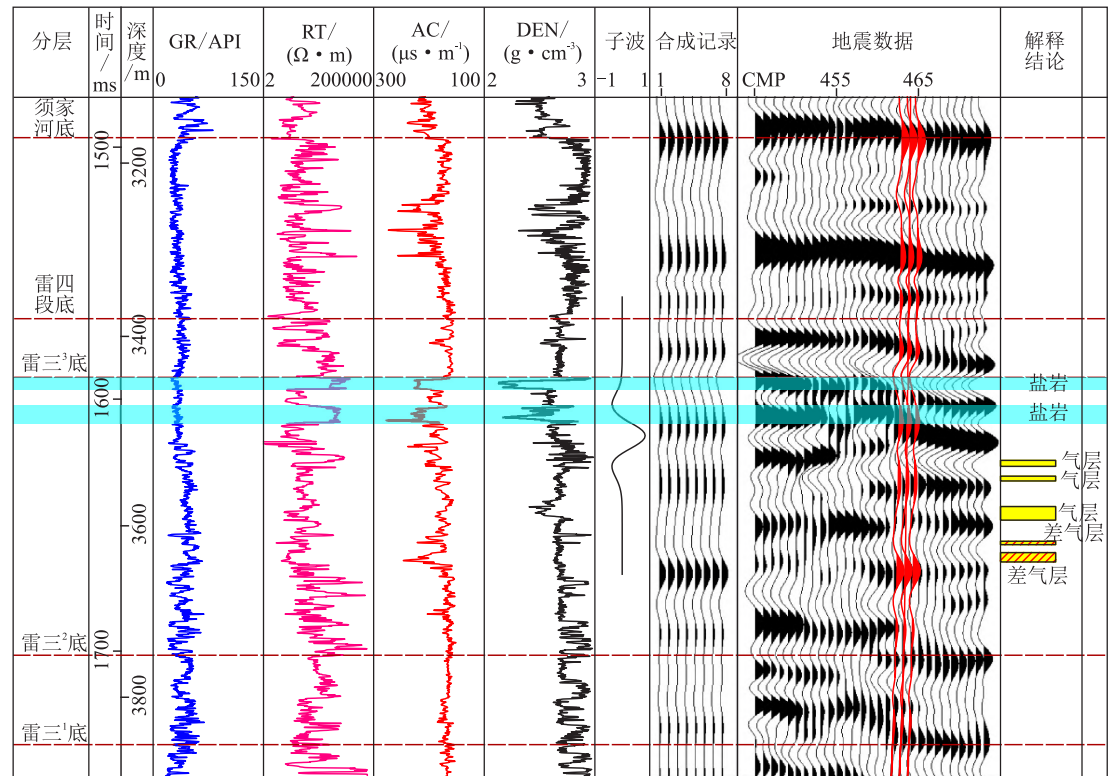 分层
时间/ms
深度/m
GR/API
0 150
RT/
(Ω·m)
2 200000
AC/
(μs·m⁻¹)
300 100
DEN/
(g·cm⁻³)
2 3
子波
−1 1
合成记录
1 8
地震数据
CMP 455 465
解释
结论
须家
河底
雷四
段底
雷三³底
雷三²底
雷三¹底
1500
1600
1700
3200
3400
3600
3800
盐岩
盐岩
气层
气层
气层
差气层
差气层